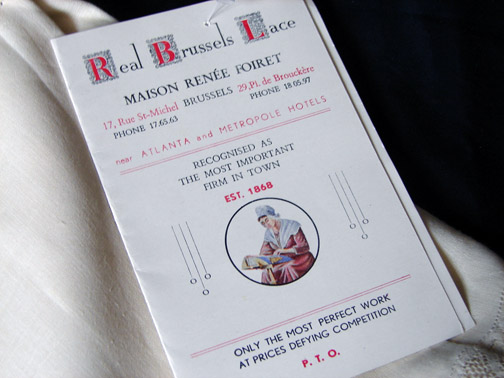 Real Brussels Lace
MAISON RENÉE FOIRET
17, Rue St-Michel BRUSSELS 29, Pl. de Brouckère
PHONE 17.65.63 PHONE 18.05.97
near ATLANTA and METROPOLE HOTELS
RECOGNISED AS
THE MOST IMPORTANT
FIRM IN TOWN
EST. 1868
ONLY THE MOST PERFECT WORK
AT PRICES DEFYING COMPETITION
P. T. O.